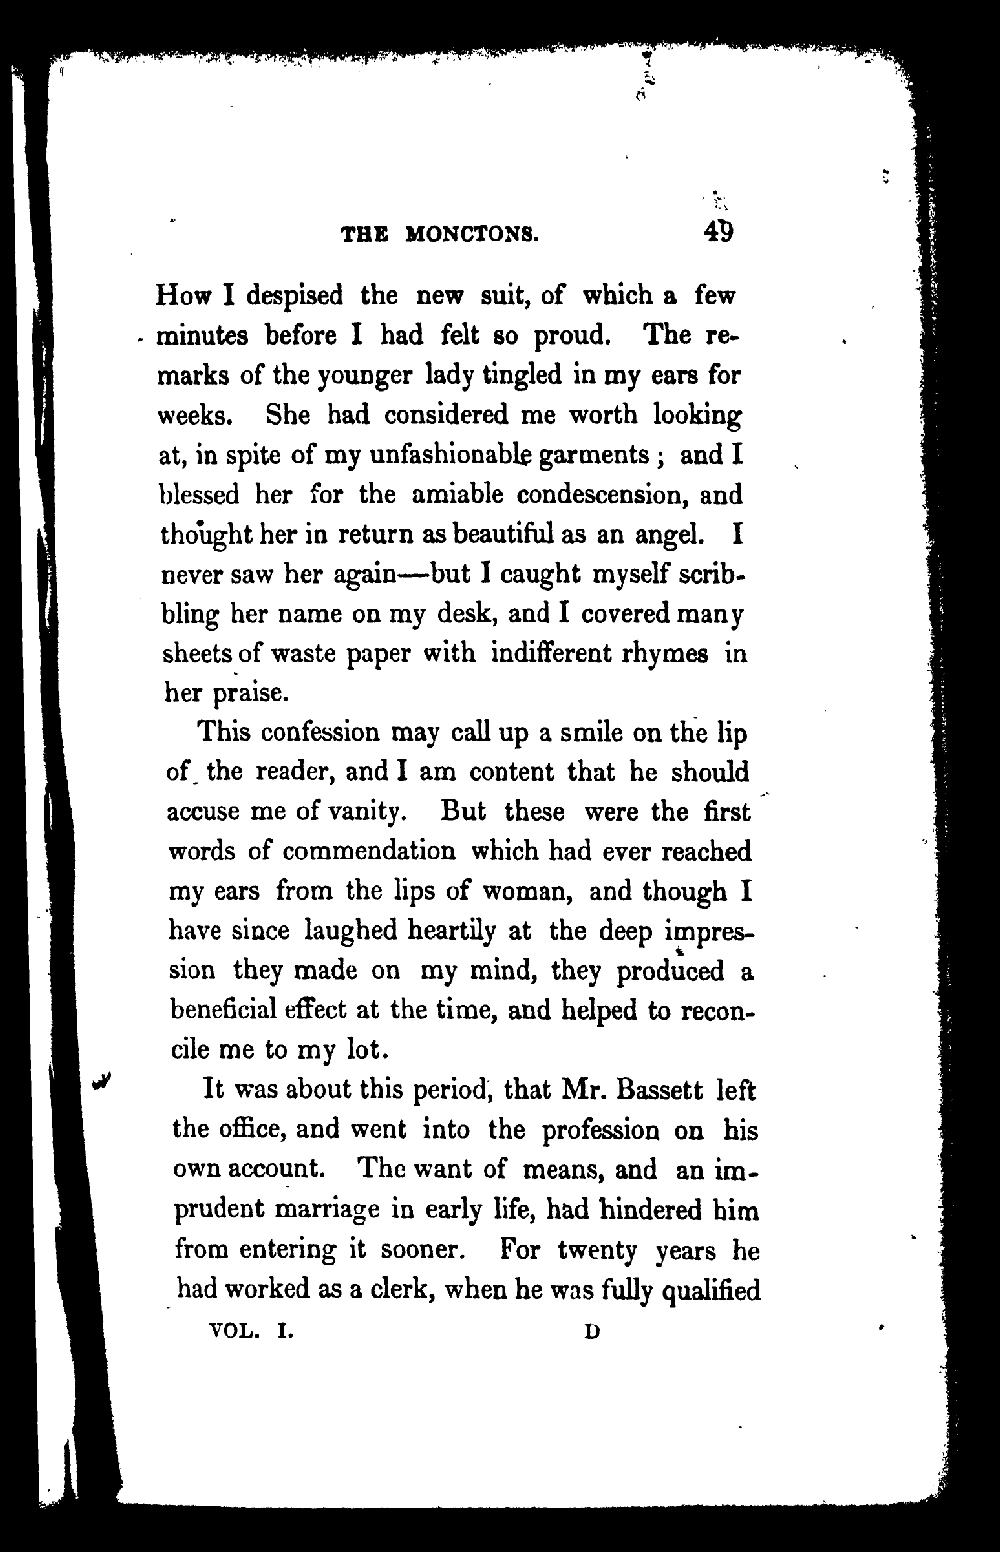 THE MONCTONS. 49
How I despised the new suit, of which a few
minutes before I had felt so proud. The re-
marks of the younger lady tingled in my ears for
weeks. She had considered me worth looking
at, in spite of my unfashionable garments ; and I
blessed her for the amiable condescension, and
thought her in return as beautiful as an angel. I
never saw her again—but I caught myself scrib-
bling her name on my desk, and I covered many
sheets of waste paper with indifferent rhymes in
her praise.
This confession may call up a smile on the lip
of the reader, and I am content that he should
accuse me of vanity. But these were the first
words of commendation which had ever reached
my ears from the lips of woman, and though I
have since laughed heartily at the deep impres-
sion they made on my mind, they produced a
beneficial effect at the time, and helped to recon-
cile me to my lot.
It was about this period, that Mr. Bassett left
the office, and went into the profession on his
own account. The want of means, and an im-
prudent marriage in early life, had hindered him
from entering it sooner. For twenty years he
had worked as a clerk, when he was fully qualified
VOL. I. D